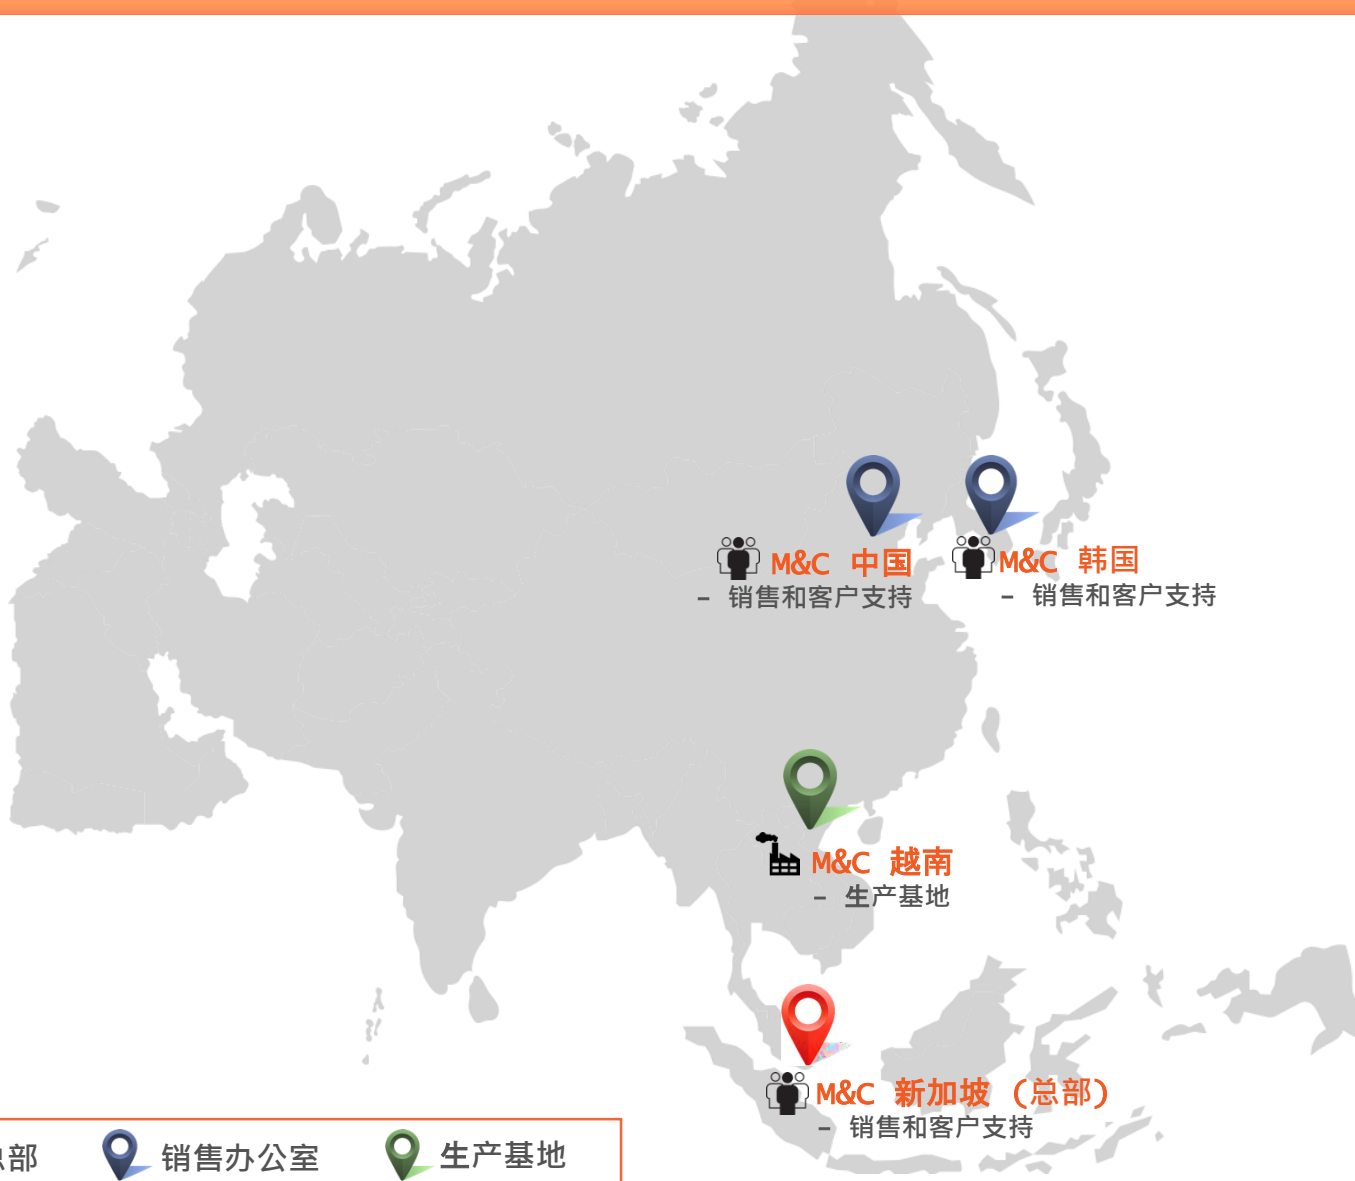 M&C 中国
– 销售和客户支持
M&C 韩国
– 销售和客户支持
M&C 越南
– 生产基地
M&C 新加坡 (总部)
– 销售和客户支持
总部 销售办公室 生产基地